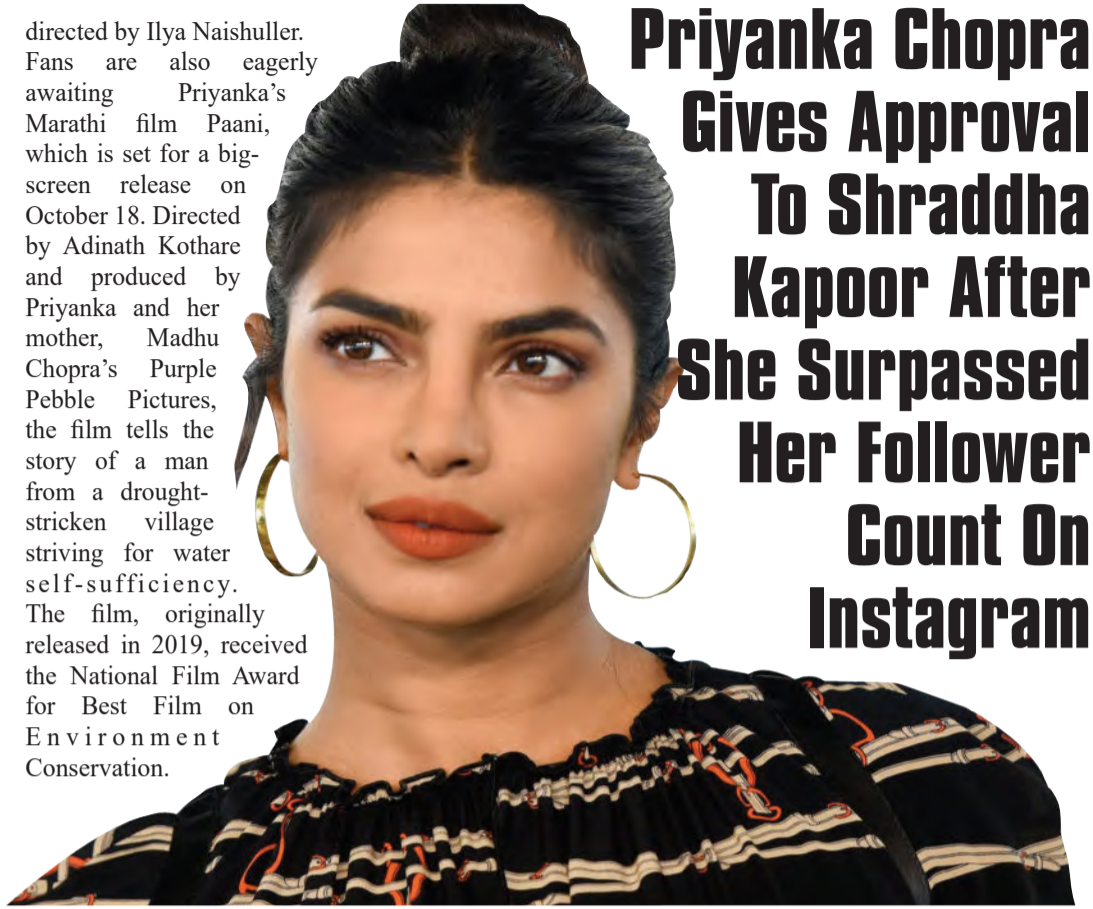 Priyanka Chopra
Gives Approval
To Shraddha
Kapoor After
She Surpassed
Her Follower
Count On
Instagram
directed by Ilya Naishuller.
Fans are also eagerly
awaiting Priyanka’s
Marathi film Paani,
which is set for a big-
screen release on
October 18. Directed
by Adinath Kothare
and produced by
Priyanka and her
mother, Madhu
Chopra’s Purple
Pebble Pictures,
the film tells the
story of a man
from a drought-
stricken village
striving for water
self-sufficiency.
The film, originally
released in 2019, received
the National Film Award
for Best Film on
Environment
Conservation.